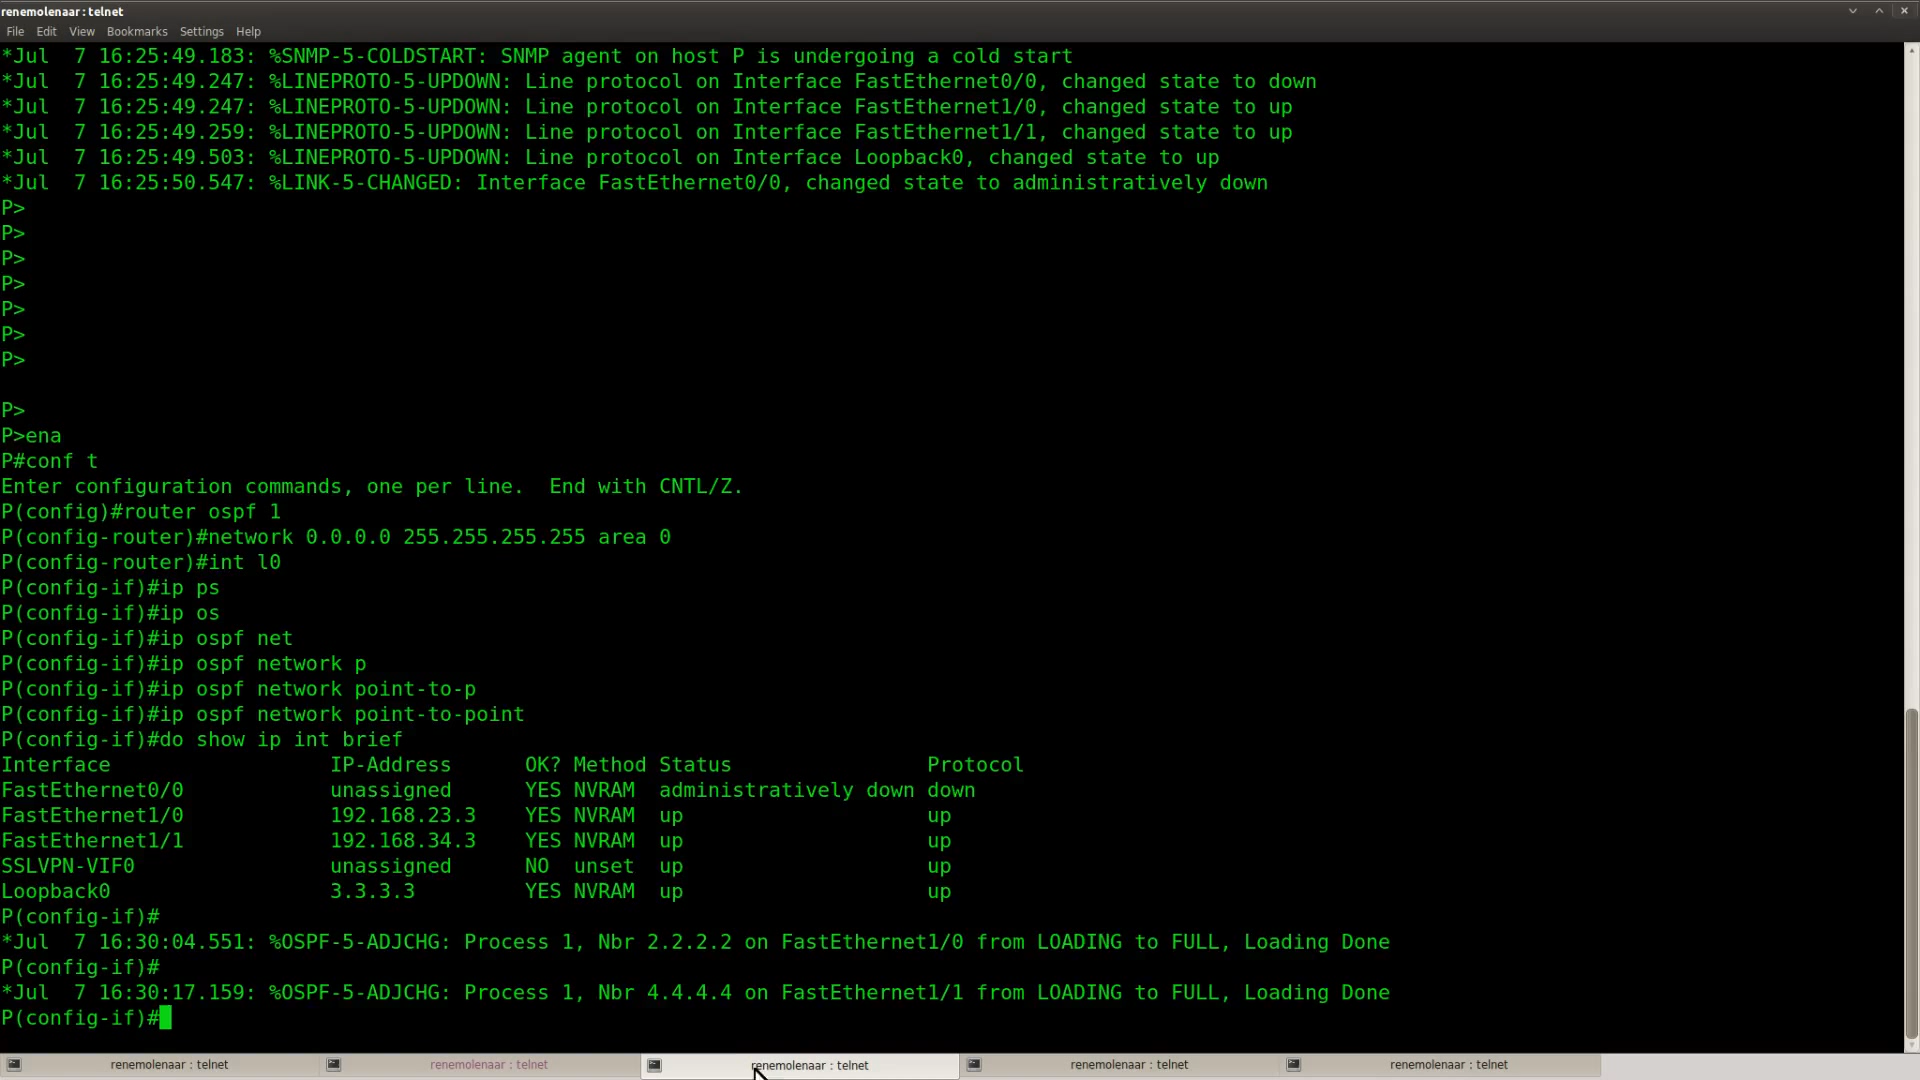 renemolenaar : telnet
File Edit View Bookmarks Settings Help
*Jul  7 16:25:49.183: %SNMP-5-COLDSTART: SNMP agent on host P is undergoing a cold start
*Jul  7 16:25:49.247: %LINEPROTO-5-UPDOWN: Line protocol on Interface FastEthernet0/0, changed state to down
*Jul  7 16:25:49.247: %LINEPROTO-5-UPDOWN: Line protocol on Interface FastEthernet1/0, changed state to up
*Jul  7 16:25:49.259: %LINEPROTO-5-UPDOWN: Line protocol on Interface FastEthernet1/1, changed state to up
*Jul  7 16:25:49.503: %LINEPROTO-5-UPDOWN: Line protocol on Interface Loopback0, changed state to up
*Jul  7 16:25:50.547: %LINK-5-CHANGED: Interface FastEthernet0/0, changed state to administratively down
P>
P>
P>
P>
P>
P>
P>
P>
P>ena
P#conf t
Enter configuration commands, one per line.  End with CNTL/Z.
P(config)#router ospf 1
P(config-router)#network 0.0.0.0 255.255.255.255 area 0
P(config-router)#int l0
P(config-if)#ip ps
P(config-if)#ip os
P(config-if)#ip ospf net
P(config-if)#ip ospf network p
P(config-if)#ip ospf network point-to-p
P(config-if)#ip ospf network point-to-point
P(config-if)#do show ip int brief
Interface                  IP-Address      OK? Method Status                Protocol
FastEthernet0/0            unassigned      YES NVRAM  administratively down down
FastEthernet1/0            192.168.23.3    YES NVRAM  up                    up
FastEthernet1/1            192.168.34.3    YES NVRAM  up                    up
SSLVPN-VIF0                unassigned      NO  unset  up                    up
Loopback0                  3.3.3.3         YES NVRAM  up                    up
P(config-if)#
*Jul  7 16:30:04.551: %OSPF-5-ADJCHG: Process 1, Nbr 2.2.2.2 on FastEthernet1/0 from LOADING to FULL, Loading Done
P(config-if)#
*Jul  7 16:30:17.159: %OSPF-5-ADJCHG: Process 1, Nbr 4.4.4.4 on FastEthernet1/1 from LOADING to FULL, Loading Done
P(config-if)#
renemolenaar : telnet renemolenaar : telnet renemolenaar : telnet renemolenaar : telnet renemolenaar : telnet